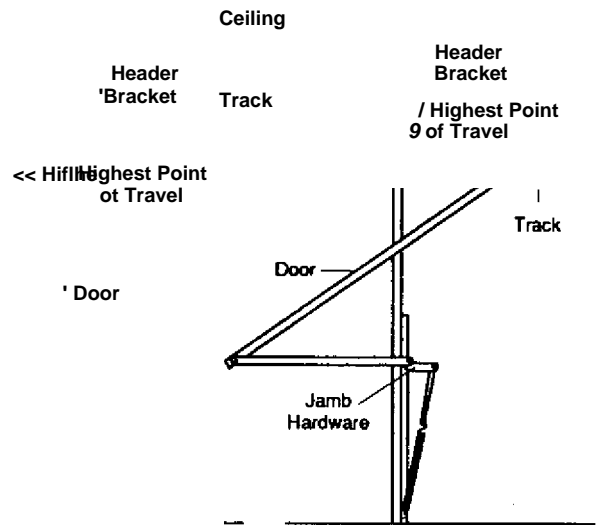 Ceiling
Header
'Bracket
Track
Header
Bracket
/ Highest Point
9 of Travel
<< Highest Point
ot Travel
Track
Door
' Door
Jamb
Hardware